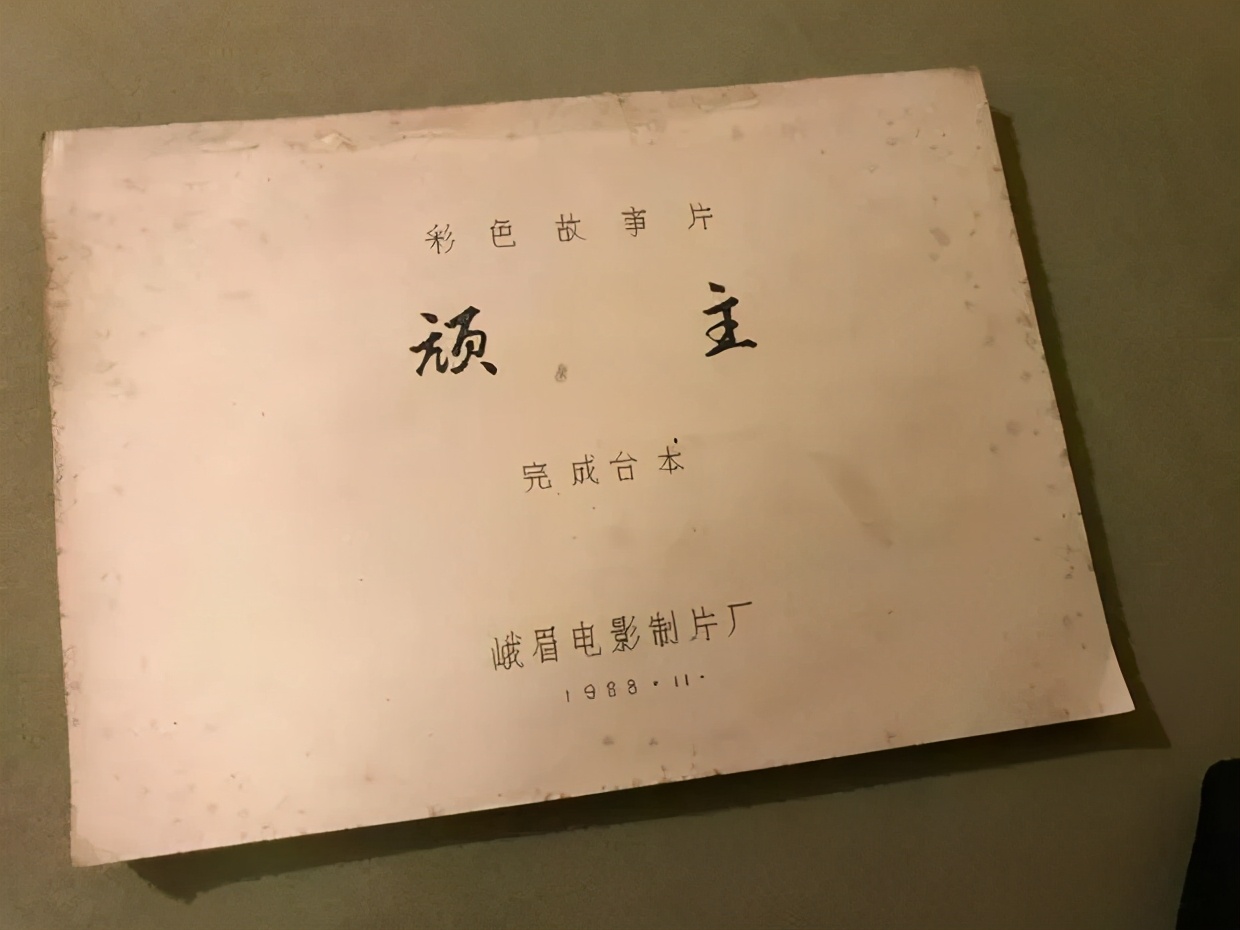 彩色故事片
顽主
完成台本
峨眉电影制片厂
1988.11.